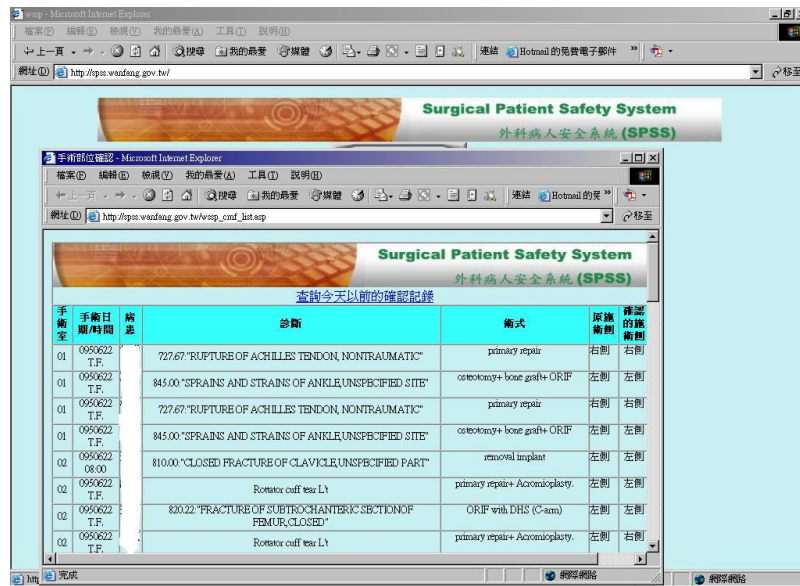 wssp - Microsoft Internet Explorer
檔案(F) 編輯(E) 檢視(V) 我的最愛(A) 工具(T) 說明(H)
上一頁 搜尋 我的最愛 媒體 連結 Hotmail 的免費電子郵件 »
網址(D) http://spss.wanfang.gov.tw/ 移至
Surgical Patient Safety System
外科病人安全系統 (SPSS)
手術部位確認 - Microsoft Internet Explorer
檔案(F) 編輯(E) 檢視(V) 我的最愛(A) 工具(T) 說明(H)
上一頁 搜尋 我的最愛 媒體 連結 Hotmail 的免 »
網址(D) http://spss.wanfang.gov.tw/wssp_cmf_list.asp 移至
Surgical Patient Safety System
外科病人安全系統 (SPSS)
查詢今天以前的確認記錄
手術室 手術日期/時間 病患 診斷 術式 原施術側 確認的施術側
01 0950622 T.F. 727.67:"RUPTURE OF ACHILLES TENDON, NONTRAUMATIC" primary repair 右側 右側
01 0950622 T.F. 845.00:"SPRAINS AND STRAINS OF ANKLE,UNSPECIFIED SITE" osteotomy+ bone graft+ ORIF 左側 左側
01 0950622 T.F. 727.67:"RUPTURE OF ACHILLES TENDON, NONTRAUMATIC" primary repair 右側 右側
01 0950622 T.F. 845.00:"SPRAINS AND STRAINS OF ANKLE,UNSPECIFIED SITE" osteotomy+ bone graft+ ORIF 左側 左側
02 0950622 08:00 810.00:"CLOSED FRACTURE OF CLAVICLE,UNSPECIFIED PART" removal implant 左側 左側
02 0950622 T.F. Rottator cuff tear L't primary repair+ Acromioplasty. 左側 左側
02 0950622 T.F. 820.22:"FRACTURE OF SUBTROCHANTERIC SECTIONOF FEMUR,CLOSED" ORIF with DHS (C-arm) 左側 左側
02 0950622 T.F. Rottator cuff tear L't primary repair+ Acromioplasty. 左側 右側
完成 網際網路
htt 網際網路